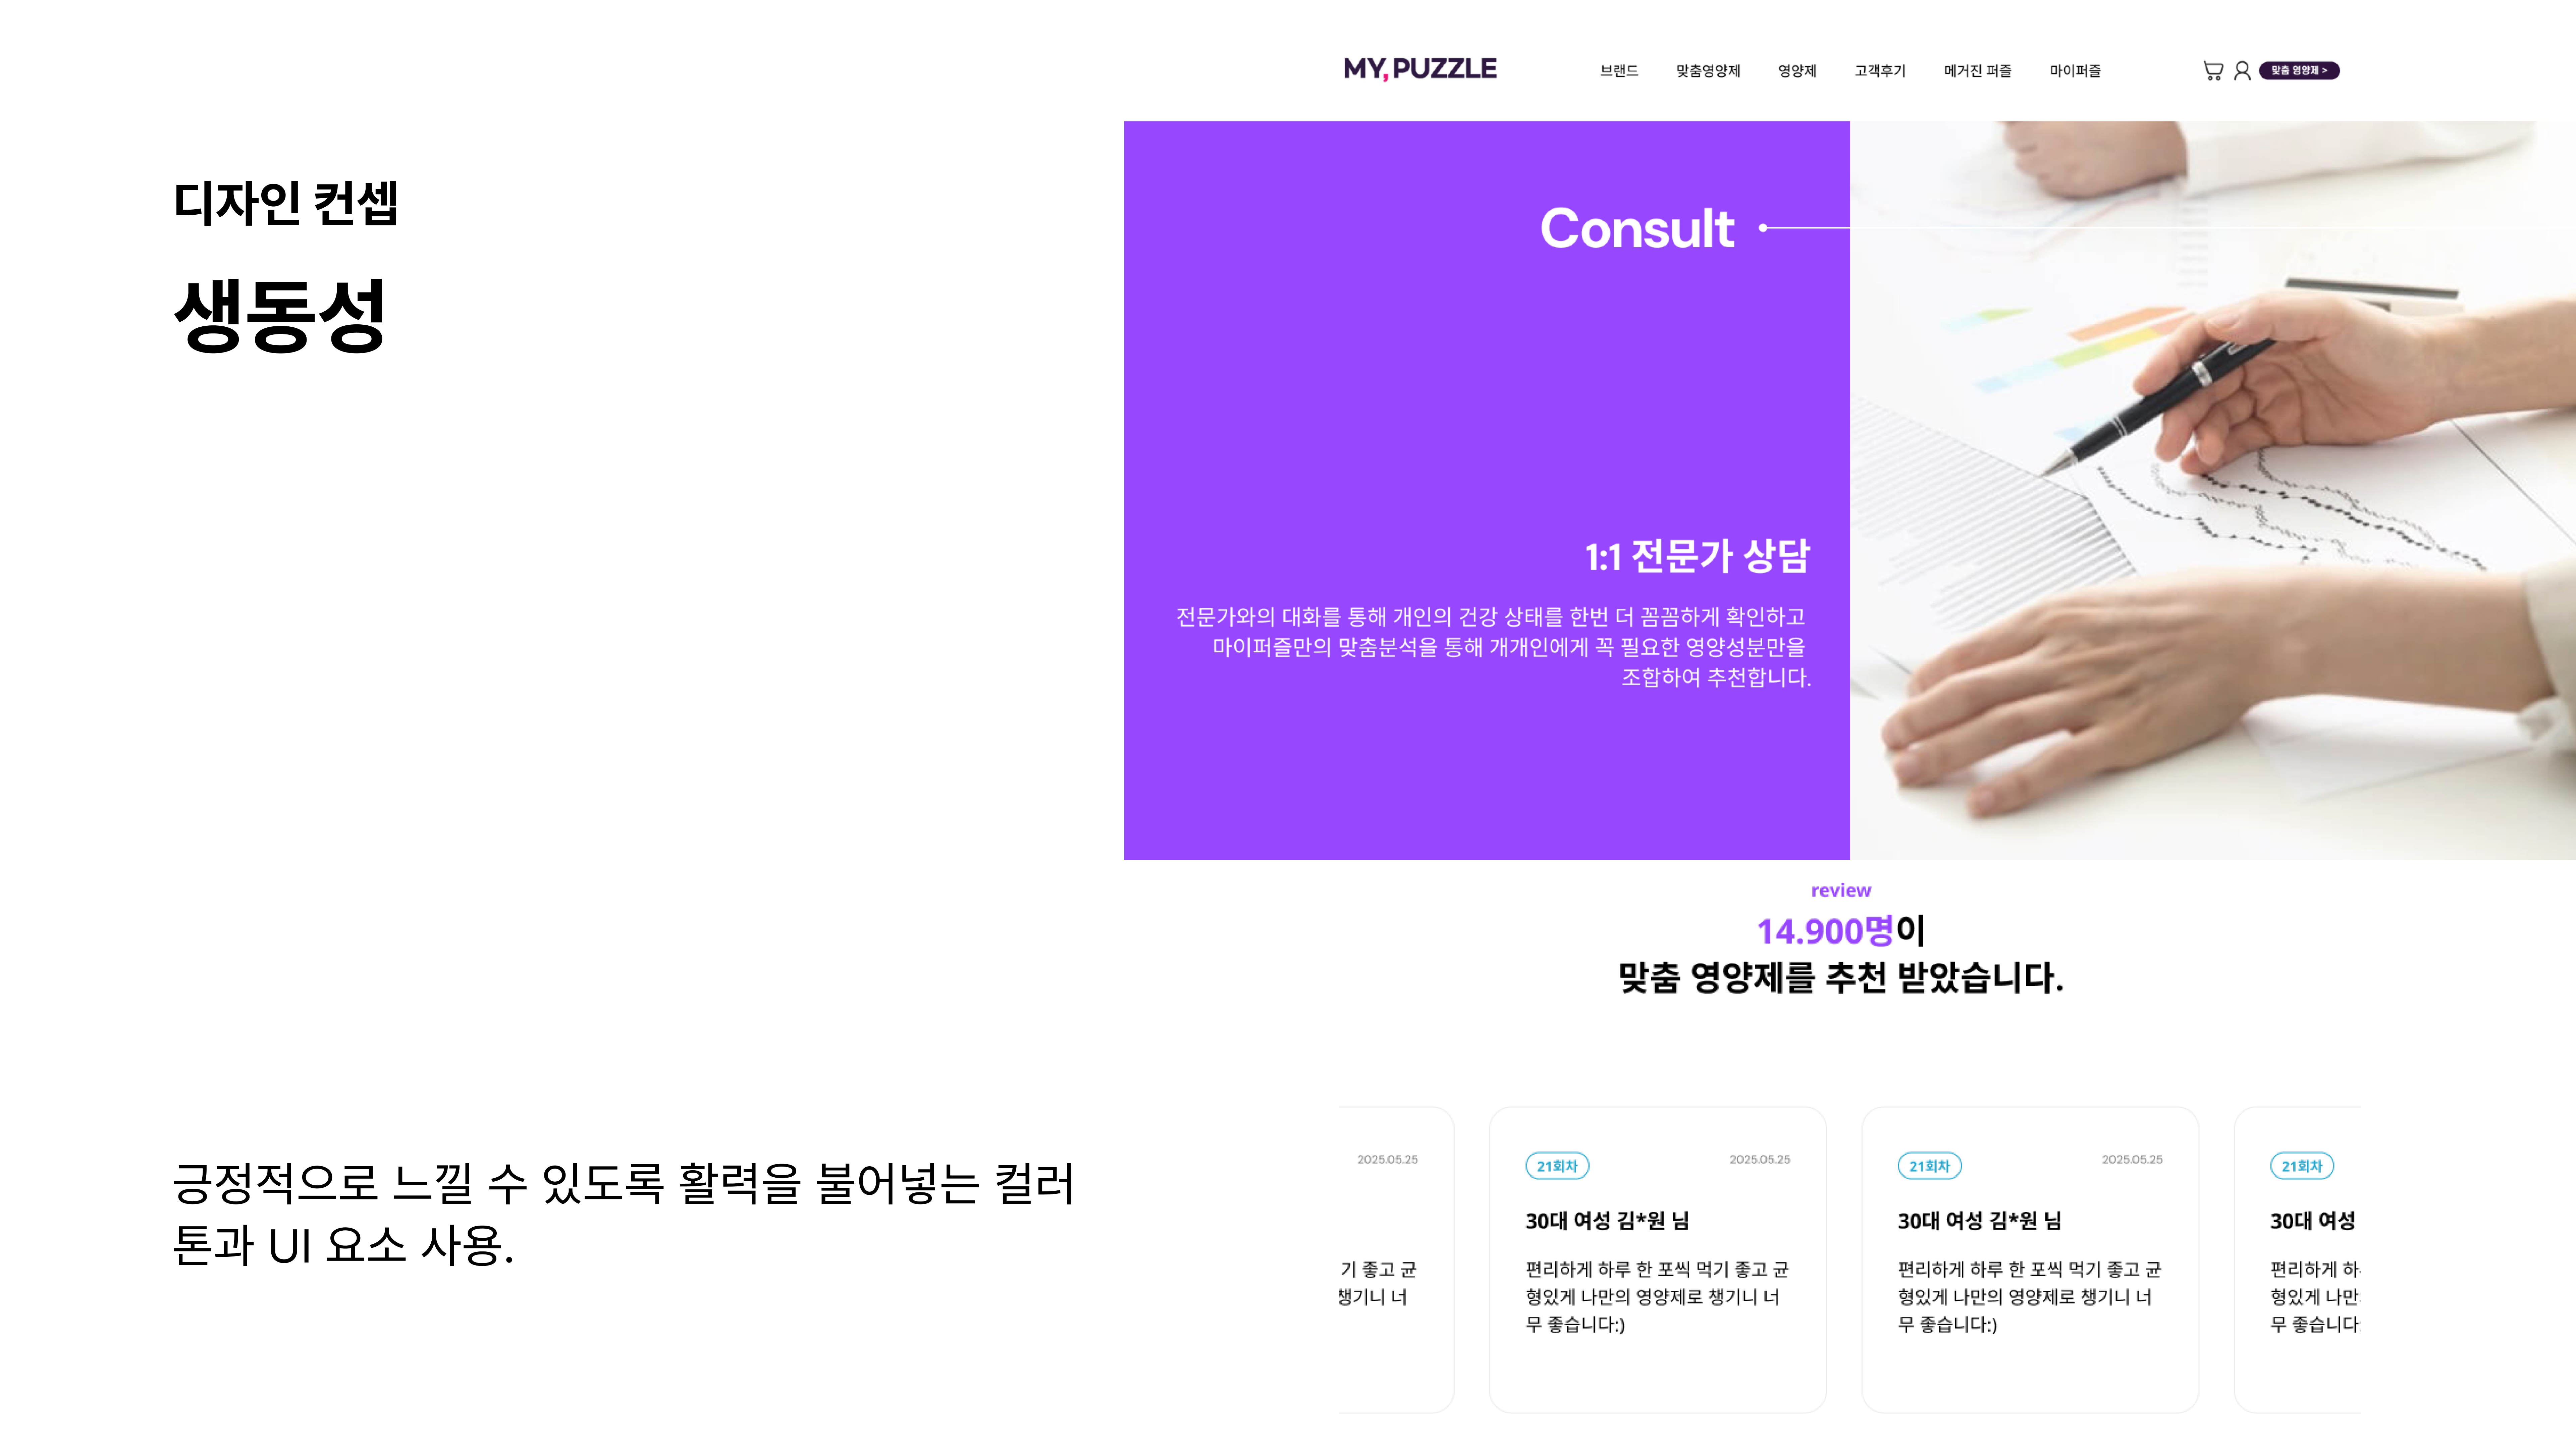 MY, PUZZLE
브랜드
맞춤영양제
영양제
고객후기
메거진 퍼즐
마이퍼즐
맞춤 영양제 >
디자인 컨셉
생동성
Consult
1:1 전문가 상담
전문가와의 대화를 통해 개인의 건강 상태를 한번 더 꼼꼼하게 확인하고
마이퍼즐만의 맞춤분석을 통해 개개인에게 꼭 필요한 영양성분만을
조합하여 추천합니다.
review
14.900명이
맞춤 영양제를 추천 받았습니다.
긍정적으로 느낄 수 있도록 활력을 불어넣는 컬러
톤과 UI 요소 사용.
2025.05.25
기 좋고 균
챙기니 너
21회차
2025.05.25
30대 여성 김*원 님
편리하게 하루 한 포씩 먹기 좋고 균
형있게 나만의 영양제로 챙기니 너
무 좋습니다:)
21회차
2025.05.25
30대 여성 김*원 님
편리하게 하루 한 포씩 먹기 좋고 균
형있게 나만의 영양제로 챙기니 너
무 좋습니다:)
21회차
30대 여성
편리하게 하
형있게 나만
무 좋습니다: